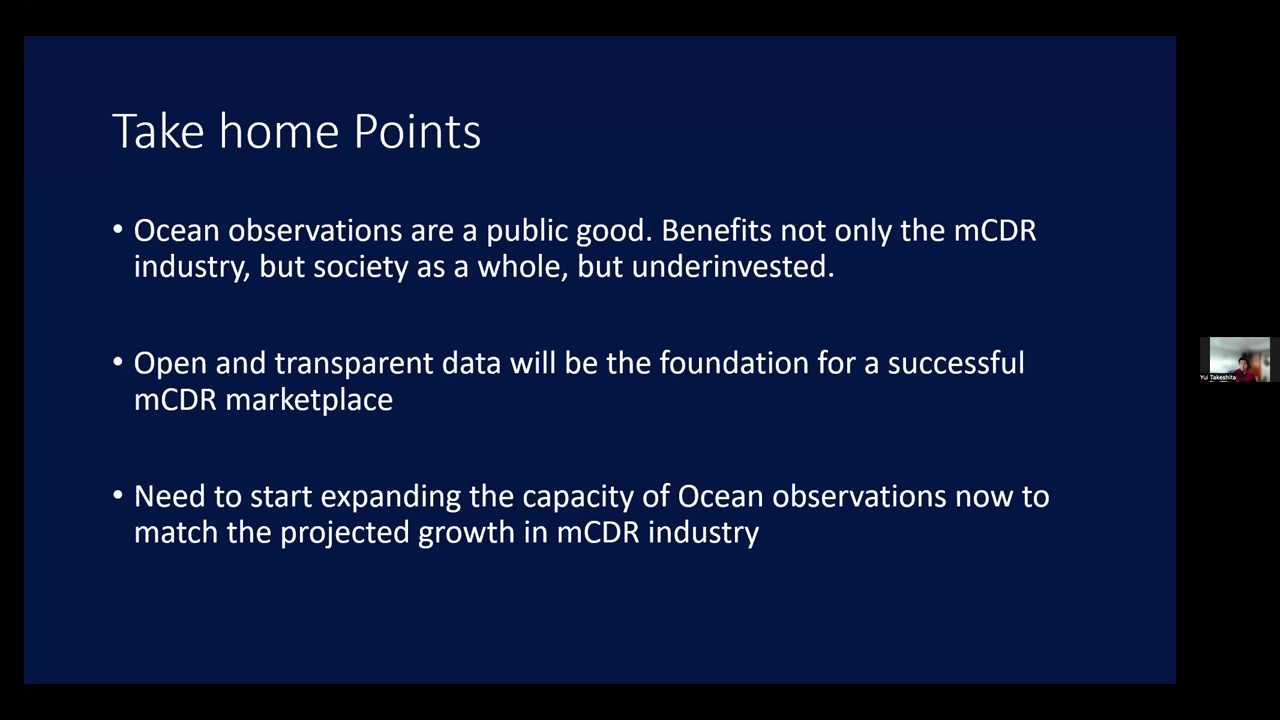 Take home Points
• Ocean observations are a public good. Benefits not only the mCDR
industry, but society as a whole, but underinvested.
• Open and transparent data will be the foundation for a successful
mCDR marketplace
• Need to start expanding the capacity of Ocean observations now to
match the projected growth in mCDR industry
Yui Takeshita